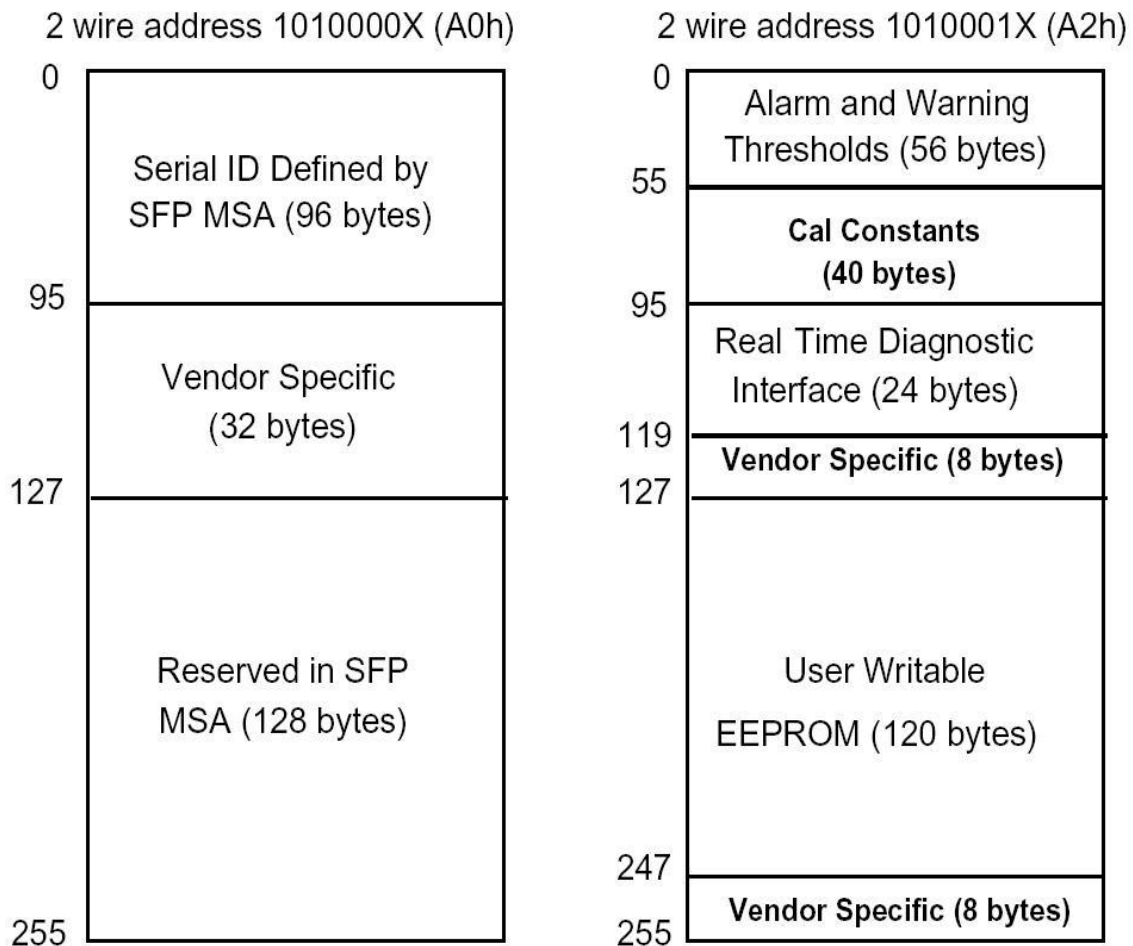 2 wire address 1010000X (A0h)
0
Serial ID Defined by
SFP MSA (96 bytes)
95
Vendor Specific
(32 bytes)
127
Reserved in SFP
MSA (128 bytes)
255
2 wire address 1010001X (A2h)
0
Alarm and Warning
Thresholds (56 bytes)
55
Cal Constants
(40 bytes)
95
Real Time Diagnostic
Interface (24 bytes)
119
Vendor Specific (8 bytes)
127
User Writable
EEPROM (120 bytes)
247
Vendor Specific (8 bytes)
255